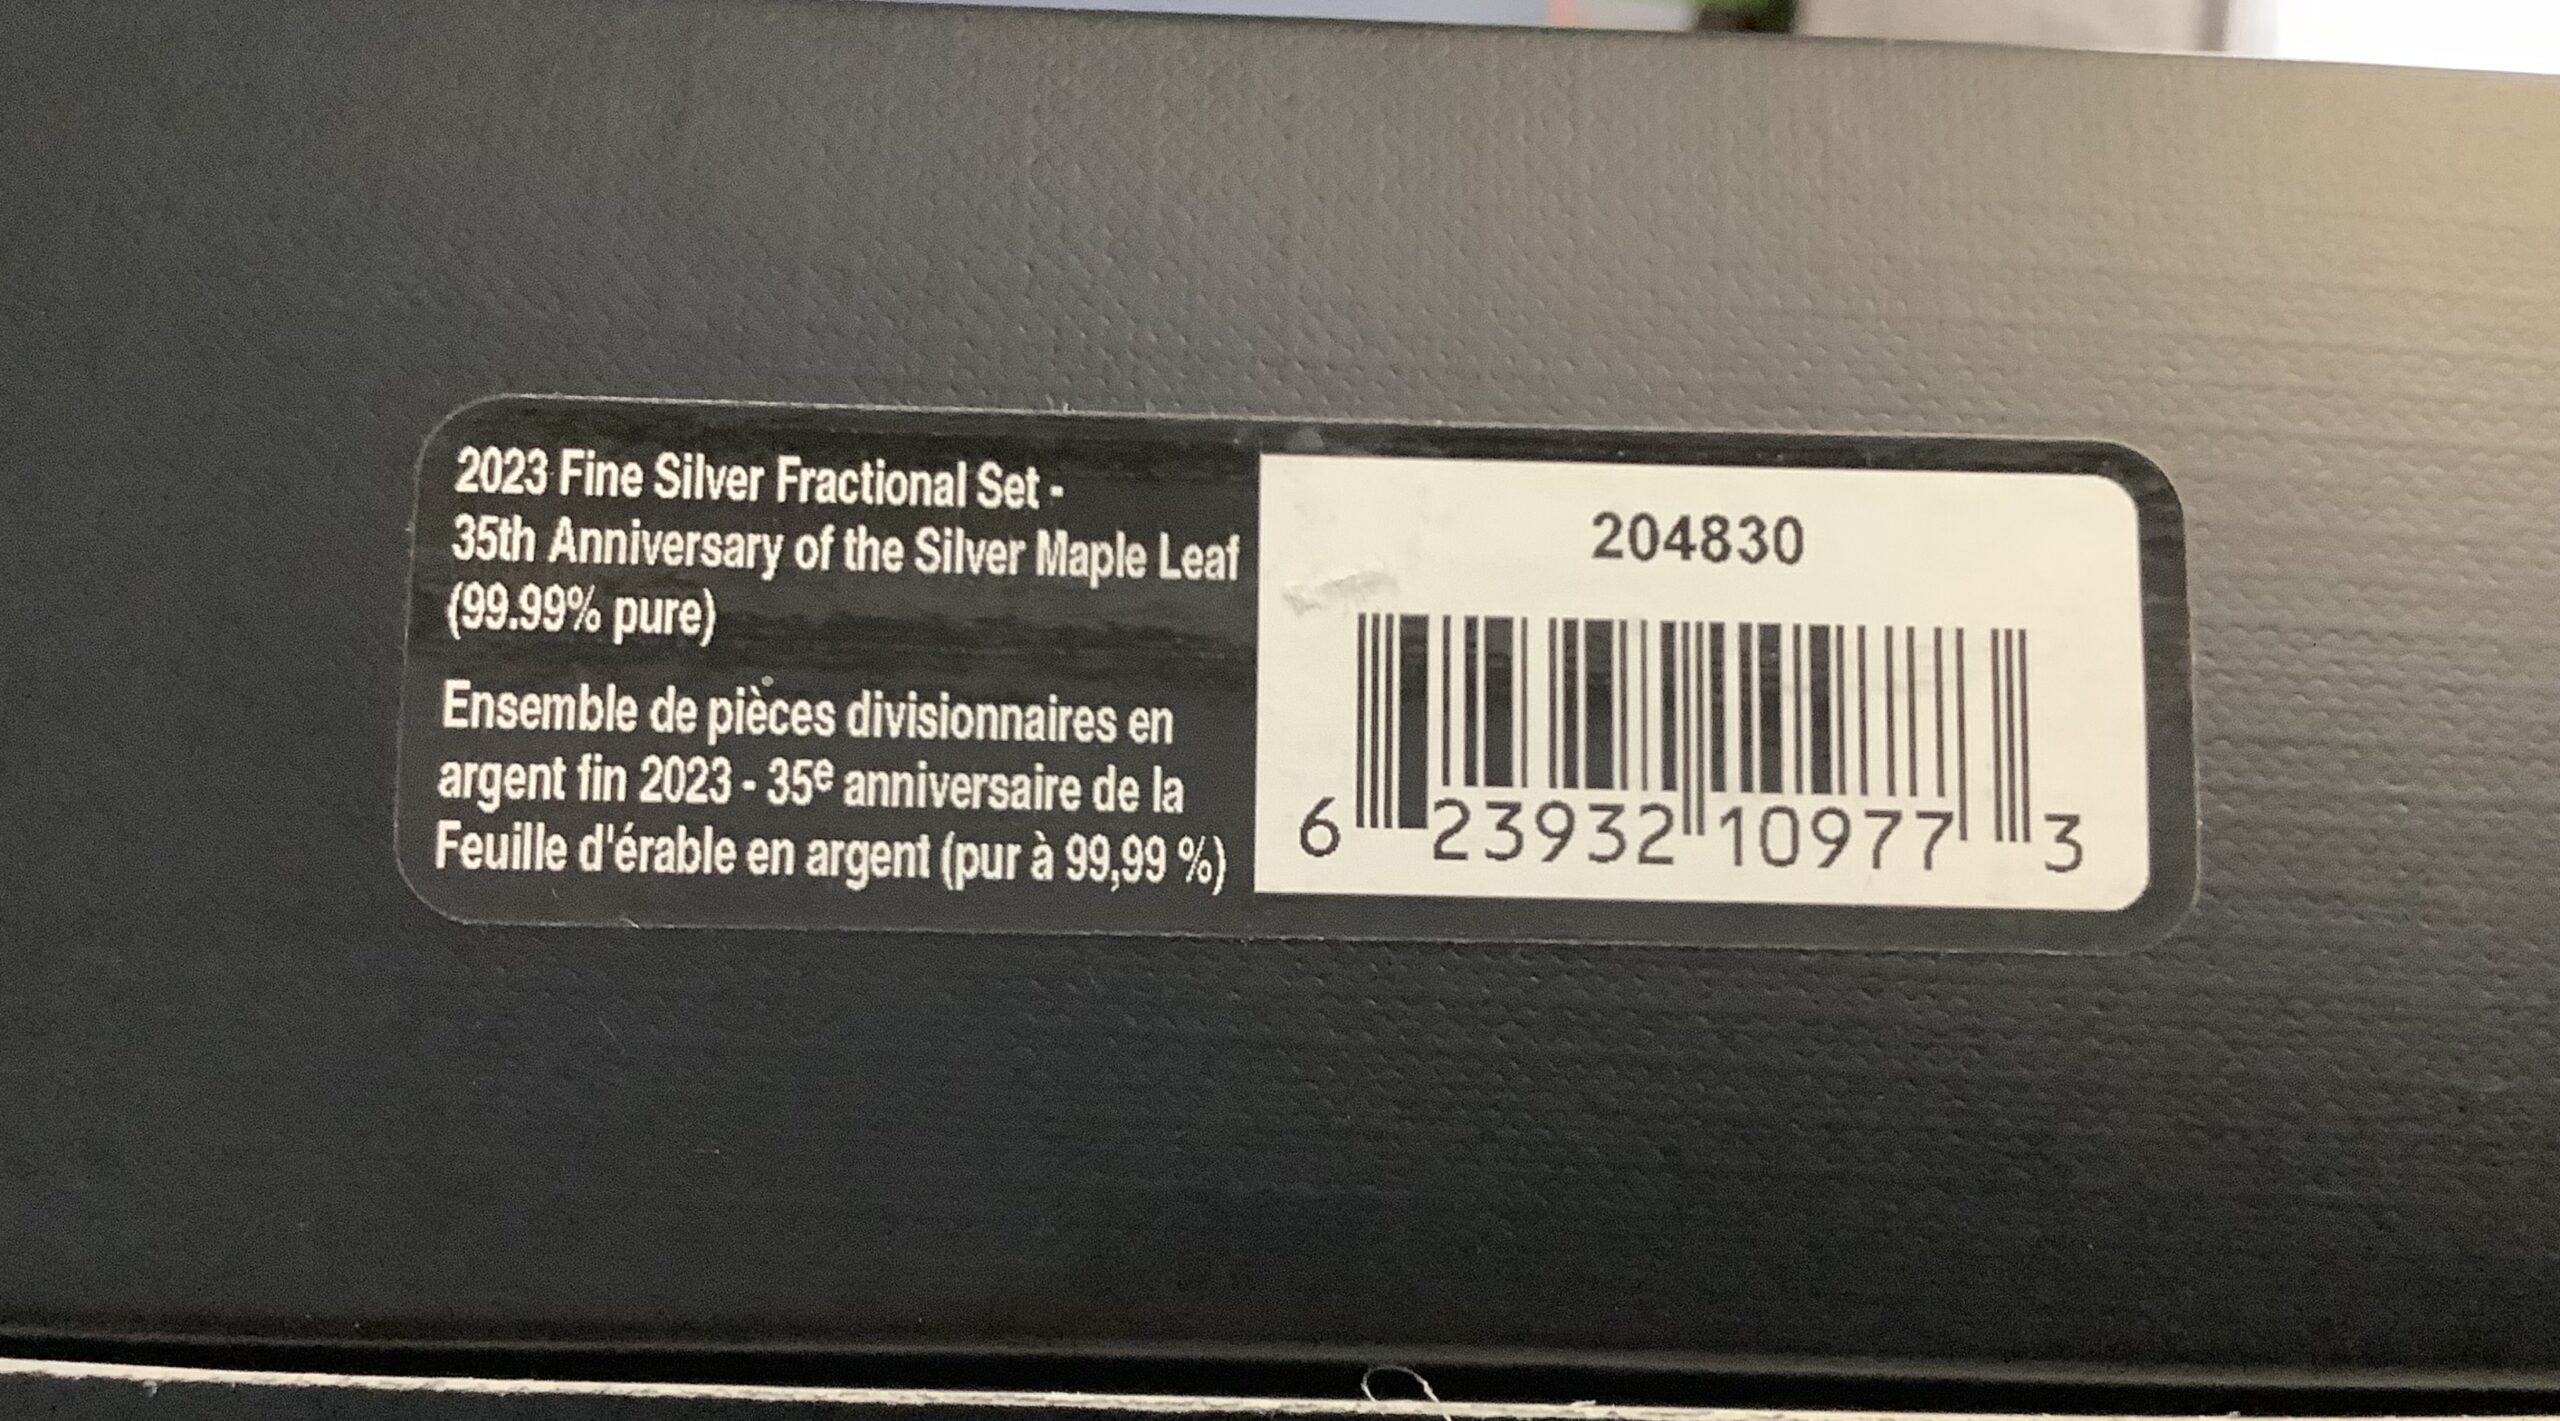 2023 Fine Silver Fractional Set -
35th Anniversary of the Silver Maple Leaf
(99.99% pure)
Ensemble de pièces divisionnaires en
argent fin 2023 - 35e anniversaire de la
Feuille d'érable en argent (pur à 99,99 %)
204830
6 23932 10977 3